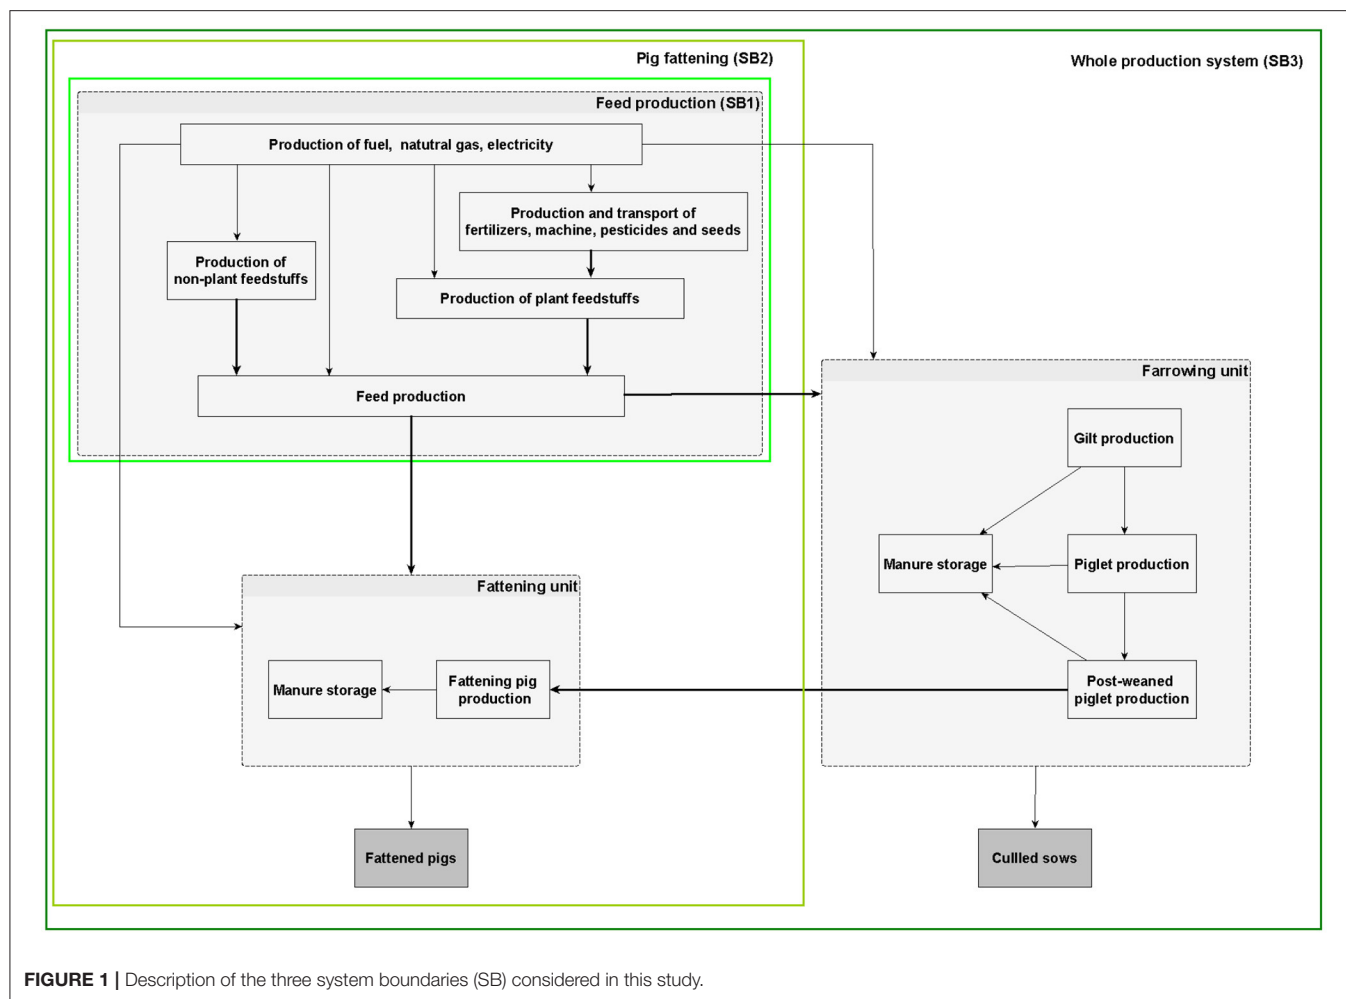 Pig fattening (SB2)
Whole production system (SB3)
Feed production (SB1)
Production of fuel, natutral gas, electricity
Production and transport of
fertilizers, machine, pesticides and seeds
Production of
non-plant feedstuffs
Production of plant feedstuffs
Feed production
Farrowing unit
Gilt production
Manure storage
Piglet production
Post-weaned
piglet production
Fattening unit
Manure storage
Fattening pig
production
Fattened pigs
Cullled sows
FIGURE 1 | Description of the three system boundaries (SB) considered in this study.